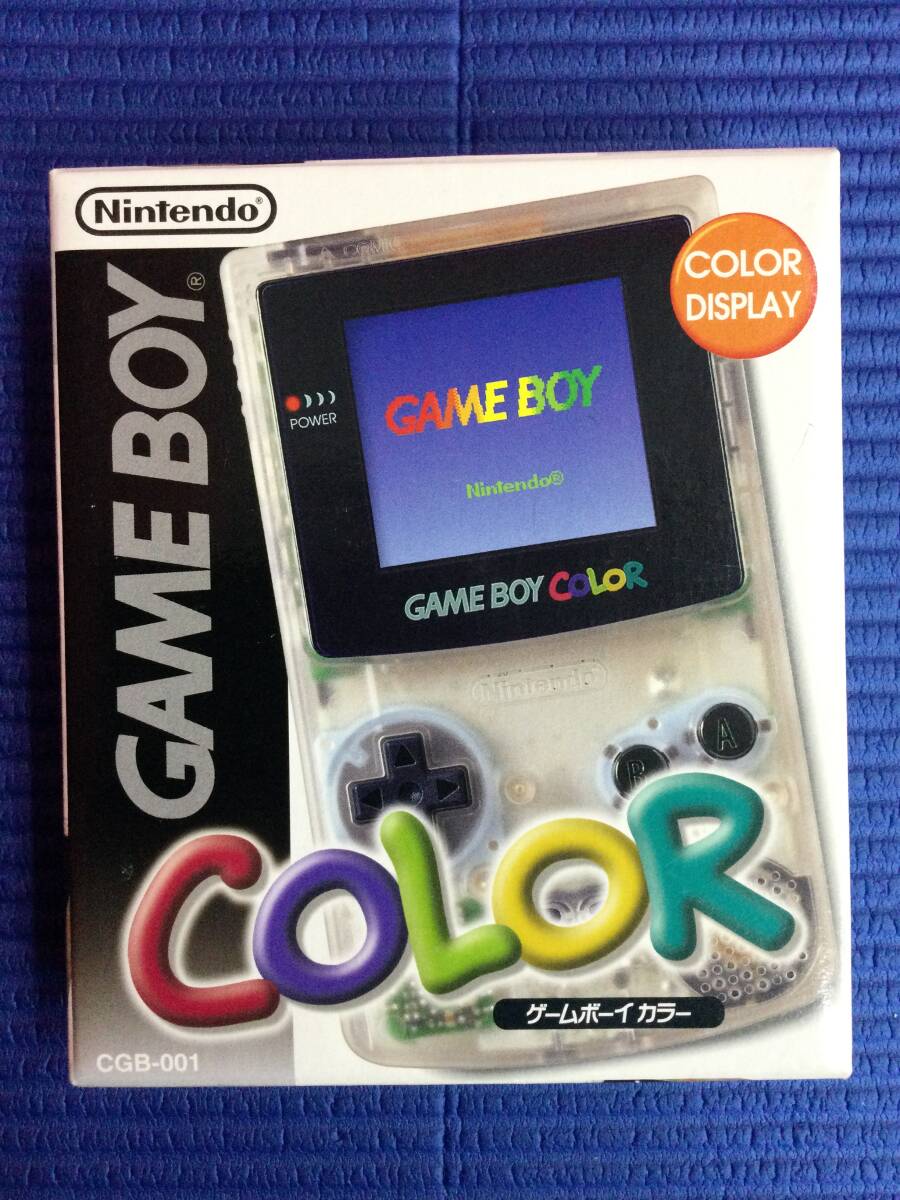 Nintendo®
GAME BOY®
COLOR
DISPLAY
POWER
GAME BOY
Nintendo®
GAME BOY COLOR
Nintendo
A
B
COLOR
ゲームボーイカラー
CGB-001